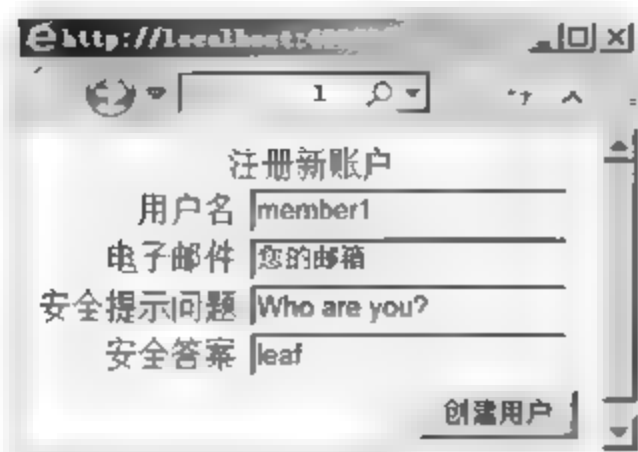 http://localhost:
1
注册新账户
用户名 member1
电子邮件 您的邮箱
安全提示问题 Who are you?
安全答案 leaf
创建用户